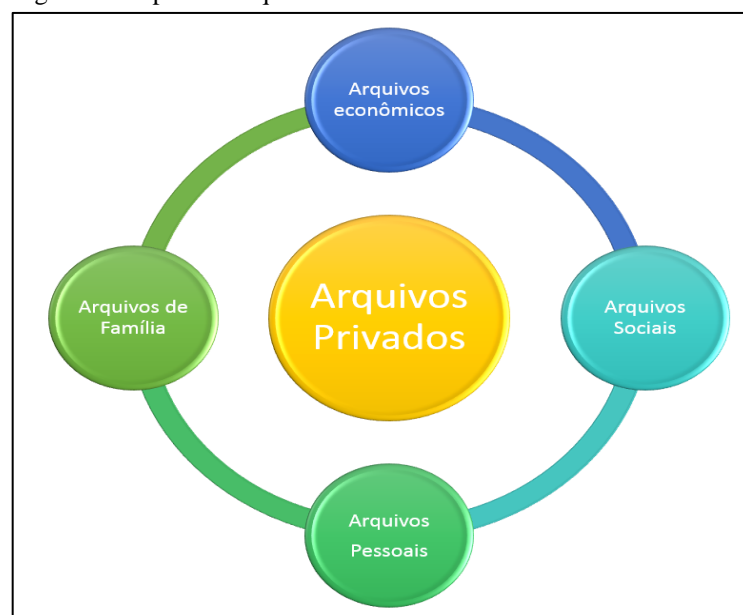 Arquivos
econômicos
Arquivos de
Família
Arquivos
Privados
Arquivos
Sociais
Arquivos
Pessoais